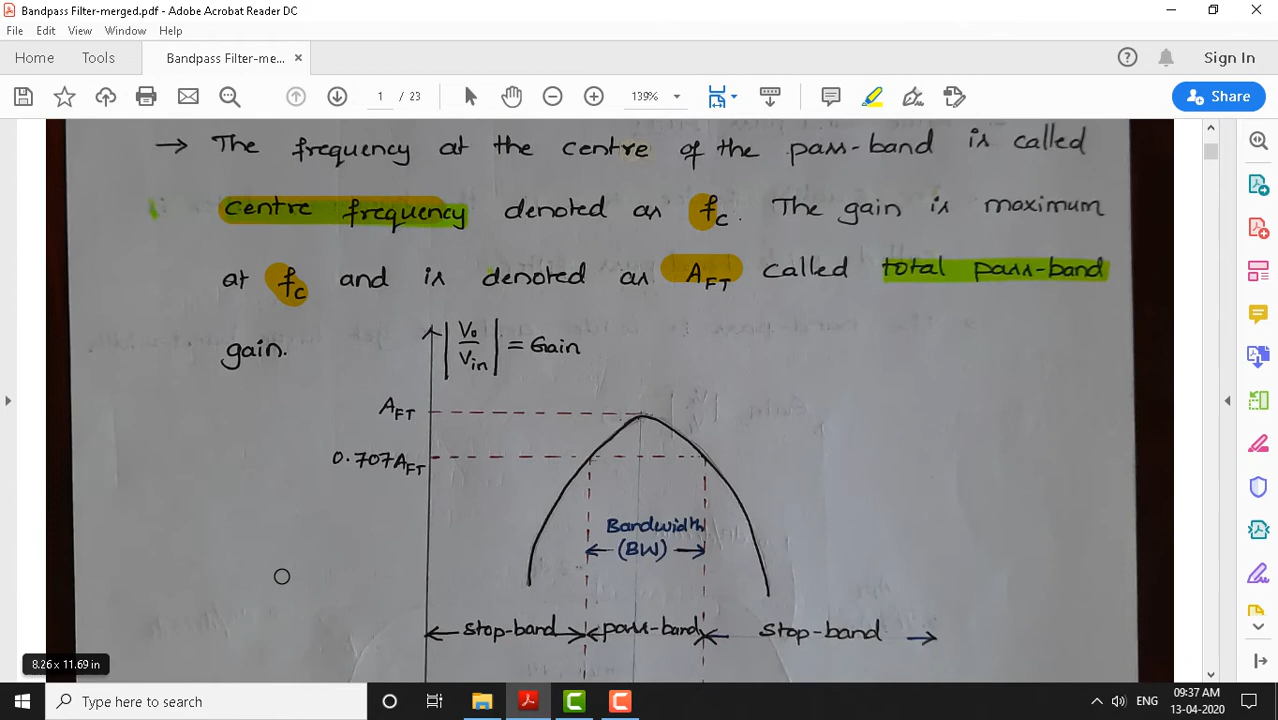 Bandpass Filter-merged.pdf - Adobe Acrobat Reader DC
File Edit View Window Help
Home Tools Bandpass Filter-me... × Sign In
1 / 23 139% Share
→ The frequency at the centre of the pass-band is called
centre frequency denoted as fc. The gain is maximum
at fc and is denoted as AFT called total pass-band
gain.
|Vo/Vin| = Gain
AFT
0.707AFT
Bandwidth
(BW)
stop-band pass-band stop-band
8.26 x 11.69 in
Type here to search
ENG
09:37 AM
13-04-2020